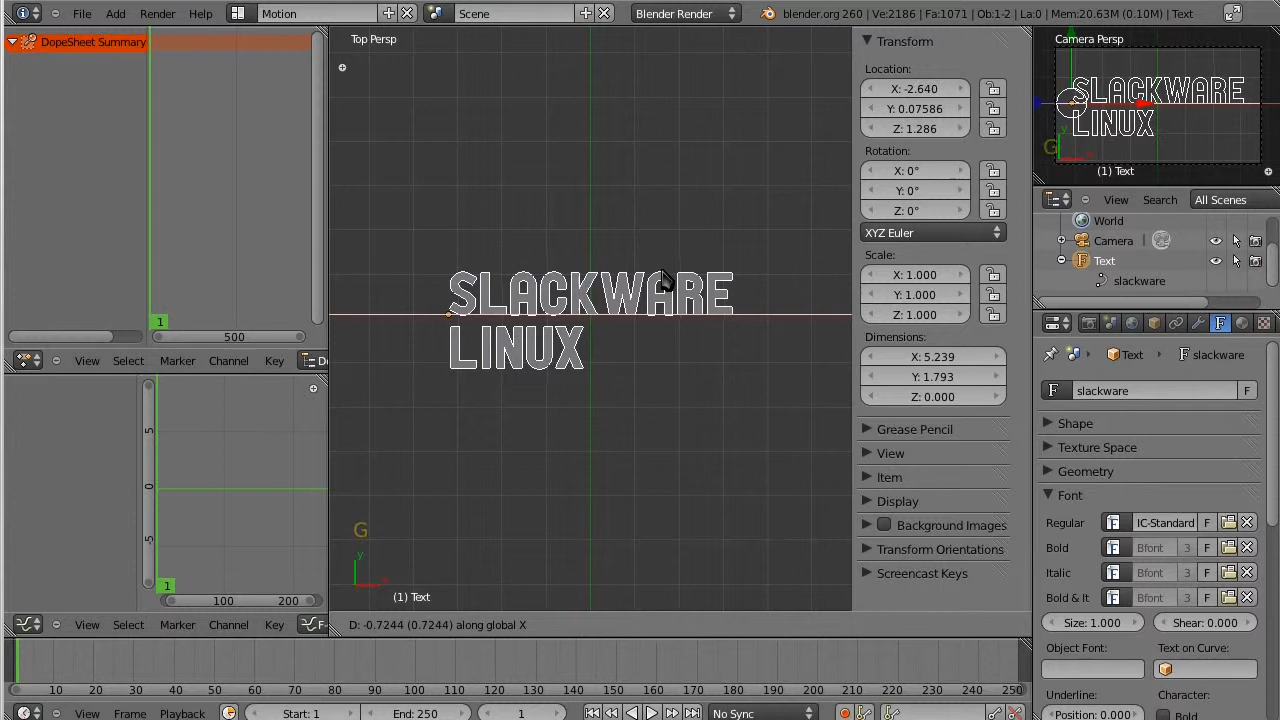 File Add Render Help Motion Scene Blender Render blender.org 260 | Ve:2186 | Fa:1071 | Ob:1-2 | La:0 | Mem:20.63M (0.10M) | Text
DopeSheet Summary
1
500
View Select Marker Channel Key
5
0
-5
1
100 200
View Select Marker Channel Key F-
Top Persp
SLACKWARE
LINUX
G
y
x
(1) Text
D: -0.7244 (0.7244) along global X
Transform
Location:
X: -2.640
Y: 0.07586
Z: 1.286
Rotation:
X: 0°
Y: 0°
Z: 0°
XYZ Euler
Scale:
X: 1.000
Y: 1.000
Z: 1.000
Dimensions:
X: 5.239
Y: 1.793
Z: 0.000
Grease Pencil
View
Item
Display
Background Images
Transform Orientations
Screencast Keys
Camera Persp
SLACKWARE
LINUX
G
y
(1) Text
View Search All Scenes
World
Camera
Text
slackware
Text slackware
F slackware F
Shape
Texture Space
Geometry
Font
Regular IC-Standard F
Bold Bfont 3 F
Italic Bfont 3 F
Bold & It Bfont 3 F
Size: 1.000 Shear: 0.000
Object Font: Text on Curve:
Underline: Character:
Position: 0.000 Bold
10 20 30 40 50 60 70 80 90 100 110 120 130 140 150 160 170 180 190 200 210 220 230 240 250
View Frame Playback Start: 1 End: 250 1 No Sync